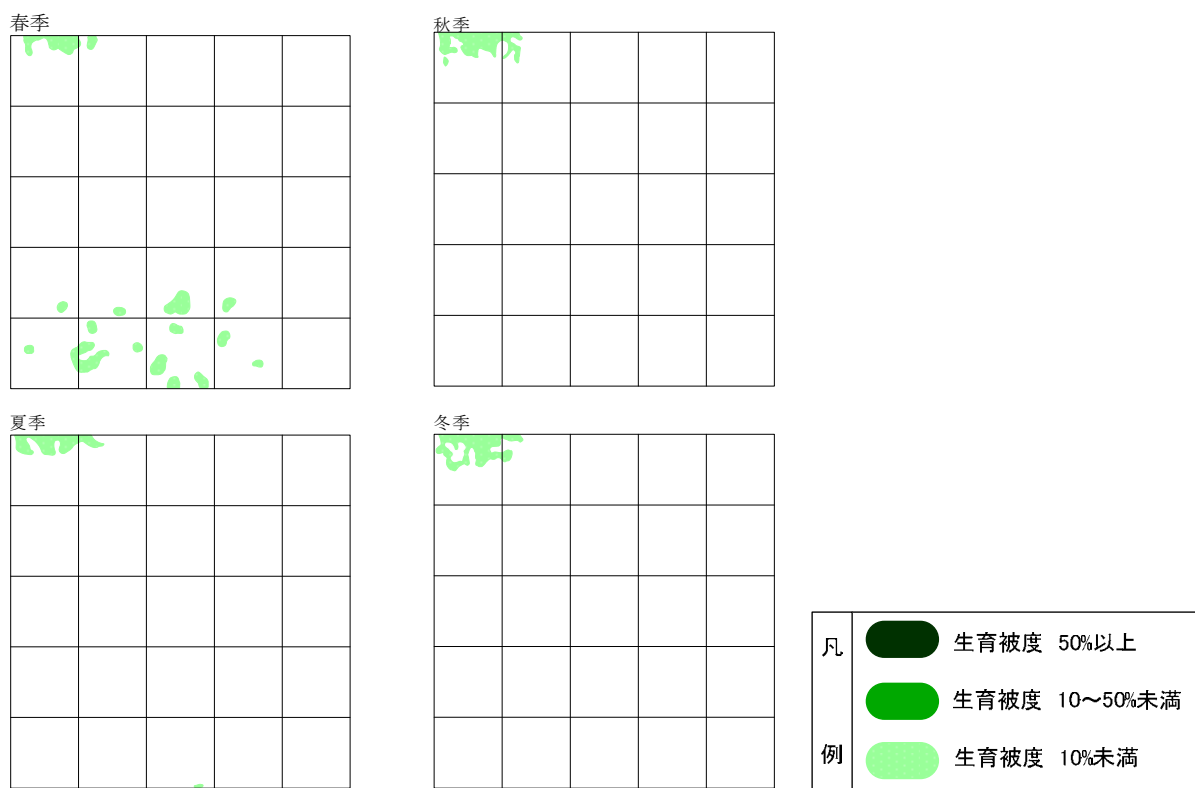 春季
秋季
夏季
冬季
凡例
生育被度 50%以上
生育被度 10～50%未満
生育被度 10%未満